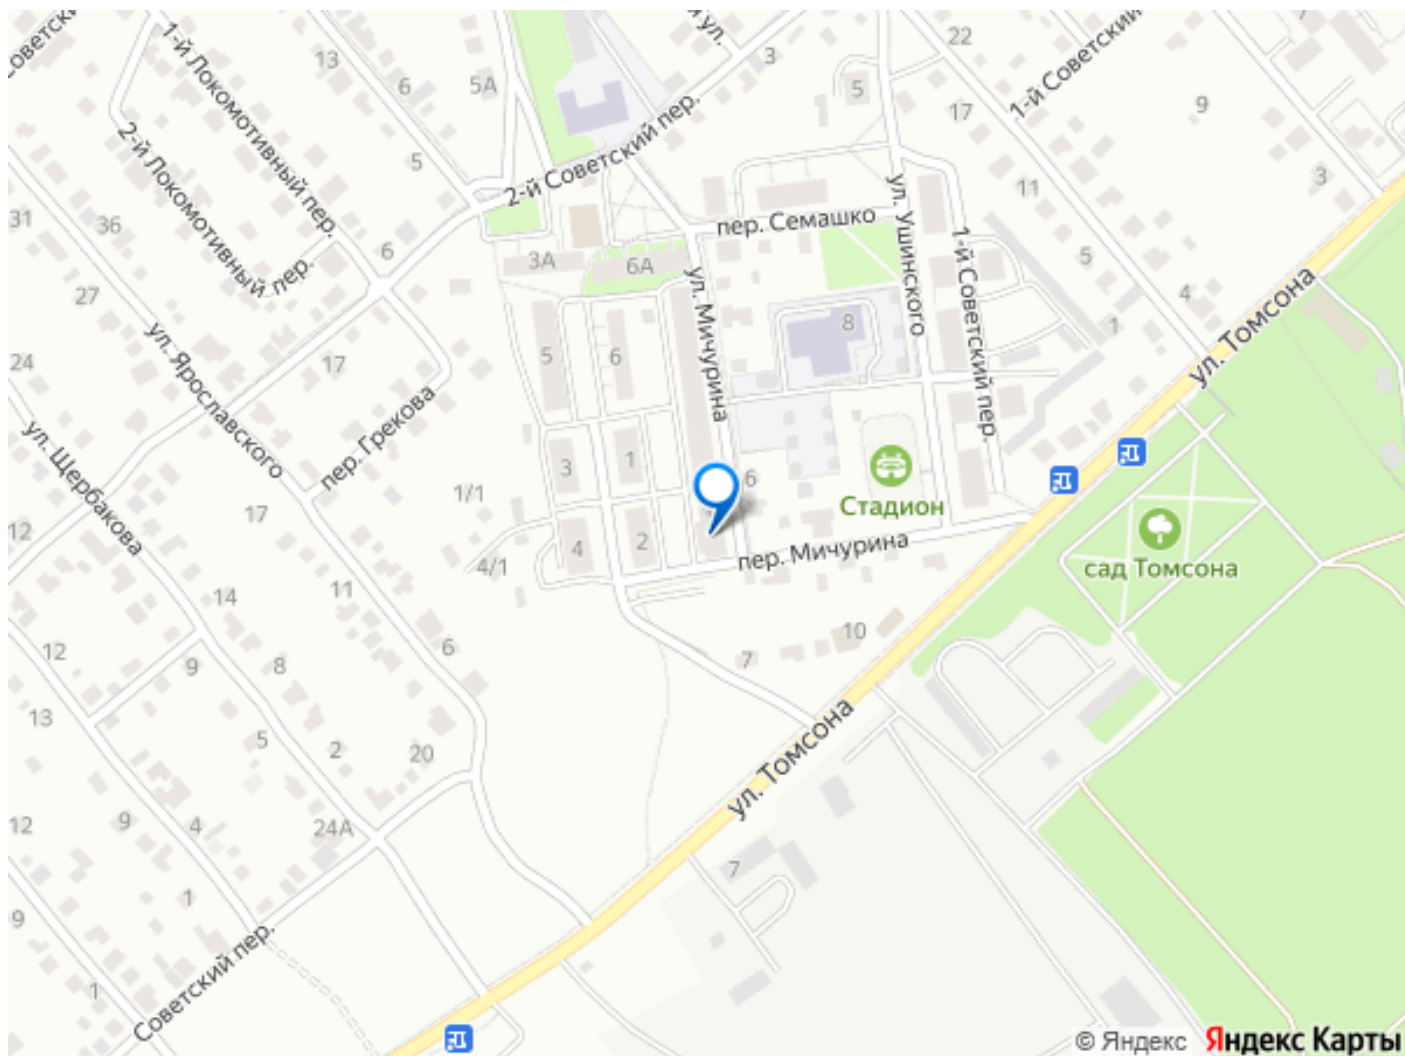 Советский
1-й Локомотивный пер.
13
6
5А
й ул.
3
22
1-й Советский
5
17
9
2-й Локомотивный пер.
5
2-й Советский пер.
11
3
31
36
6
пер. Семашко
ул. Ушинского
1-й Советский пер.
5
3А
6А
ул. Мичурина
27
ул. Ярославского
17
5
6
8
4
1
ул. Томсона
24
ул. Щербакова
пер. Грекова
3
1
1/1
17
6
Стадион
12
4
2
4/1
пер. Мичурина
сад Томсона
11
14
12
9
8
6
7
10
13
5
2
20
ул. Томсона
12
9
4
24А
7
9
1
1
Советский пер.
© Яндекс Яндекс Карты